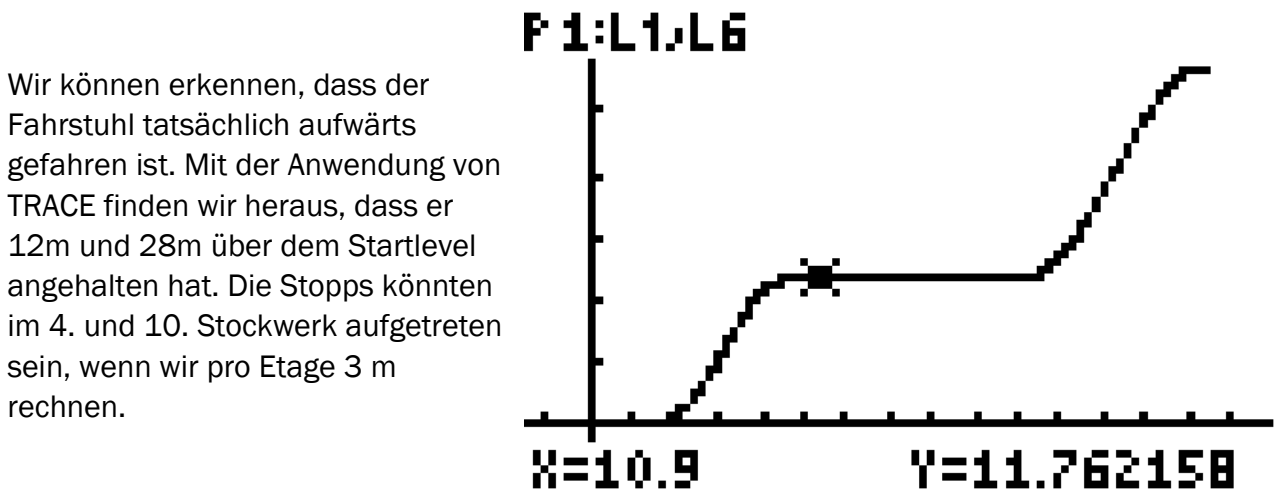 P1:L1,L6
Wir können erkennen, dass der
Fahrstuhl tatsächlich aufwärts
gefahren ist. Mit der Anwendung von
TRACE finden wir heraus, dass er
12m und 28m über dem Startlevel
angehalten hat. Die Stopps könnten
im 4. und 10. Stockwerk aufgetreten
sein, wenn wir pro Etage 3 m
rechnen.
X=10.9 Y=11.762158